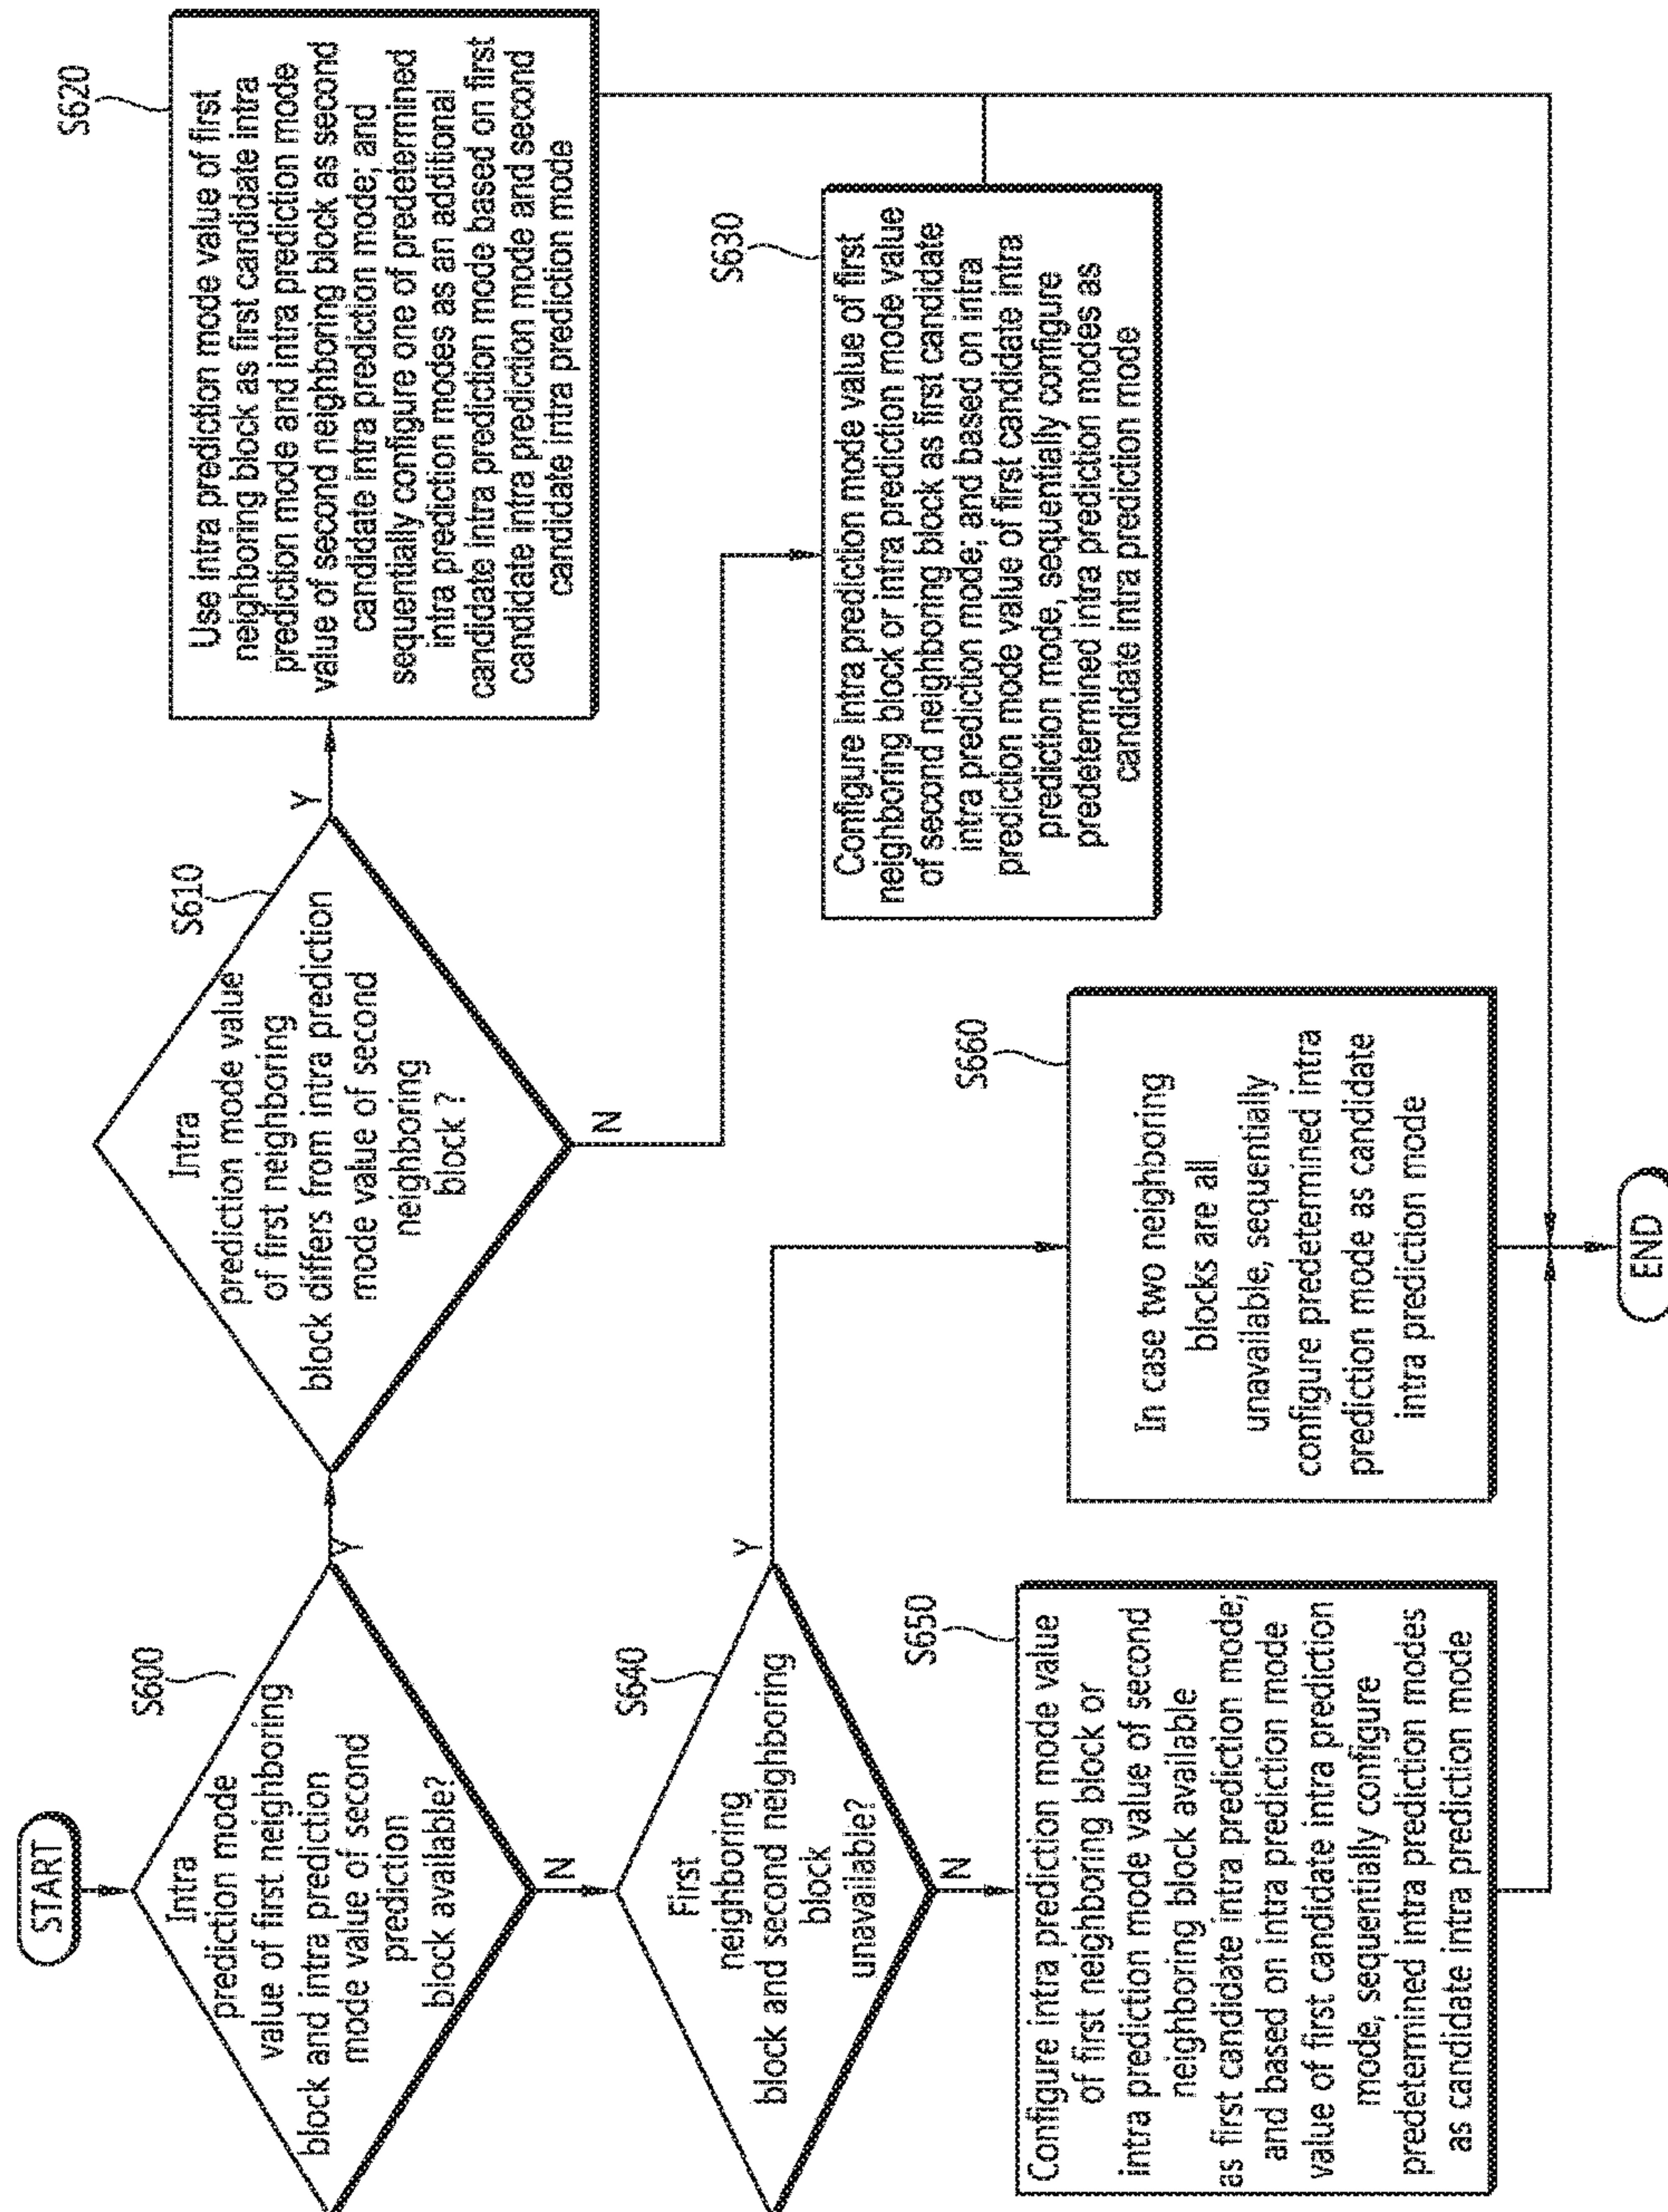 START
S600
Intra
prediction mode
value of first neighboring
block and intra prediction
mode value of second
prediction
block available?
Y
N
S610
Intra
prediction mode value
of first neighboring
block differs from intra prediction
mode value of second
neighboring
block ?
Y
N
S620
Use intra prediction mode value of first
neighboring block as first candidate intra
prediction mode and intra prediction mode
value of second neighboring block as second
candidate intra prediction mode; and
sequentially configure one of predetermined
intra prediction modes as an additional
candidate intra prediction mode based on first
candidate intra prediction mode and second
candidate intra prediction mode
S630
Configure intra prediction mode value of first
neighboring block or intra prediction mode value
of second neighboring block as first candidate
intra prediction mode; and based on intra
prediction mode value of first candidate intra
prediction mode, sequentially configure
predetermined intra prediction modes as
candidate intra prediction mode
S640
First
neighboring
block and second neighboring
block
unavailable?
Y
N
S650
Configure intra prediction mode value
of first neighboring block or
intra prediction mode value of second
neighboring block available
as first candidate intra prediction mode;
and based on intra prediction mode
value of first candidate intra prediction
mode, sequentially configure
predetermined intra prediction modes
as candidate intra prediction mode
S660
In case two neighboring
blocks are all
unavailable, sequentially
configure predetermined intra
prediction mode as candidate
intra prediction mode
END